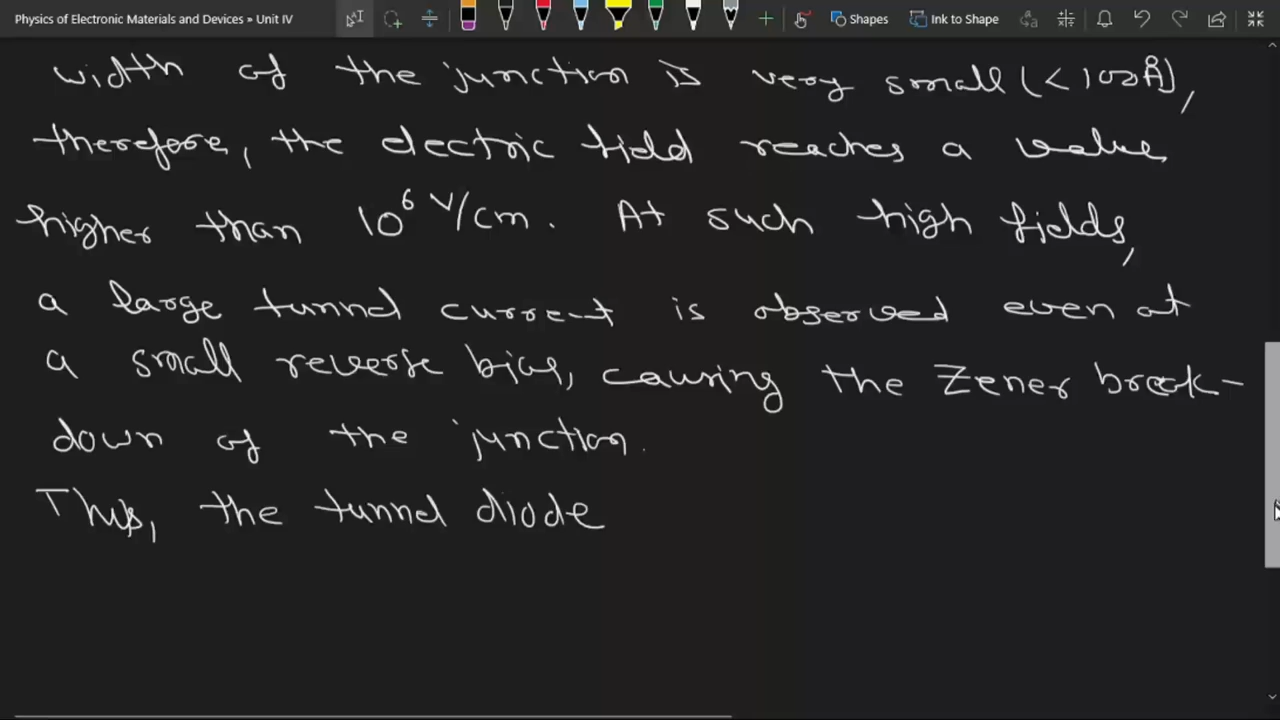 Physics of Electronic Materials and Devices » Unit IV
Shapes
Ink to Shape
width of the junction is very small (< 100Å),
therefore, the electric field reaches a value
higher than 10⁶ V/cm. At such high fields,
a large tunnel current is observed even at
a small reverse bias, causing the Zener break-
down of the junction.
Thus, the tunnel diode